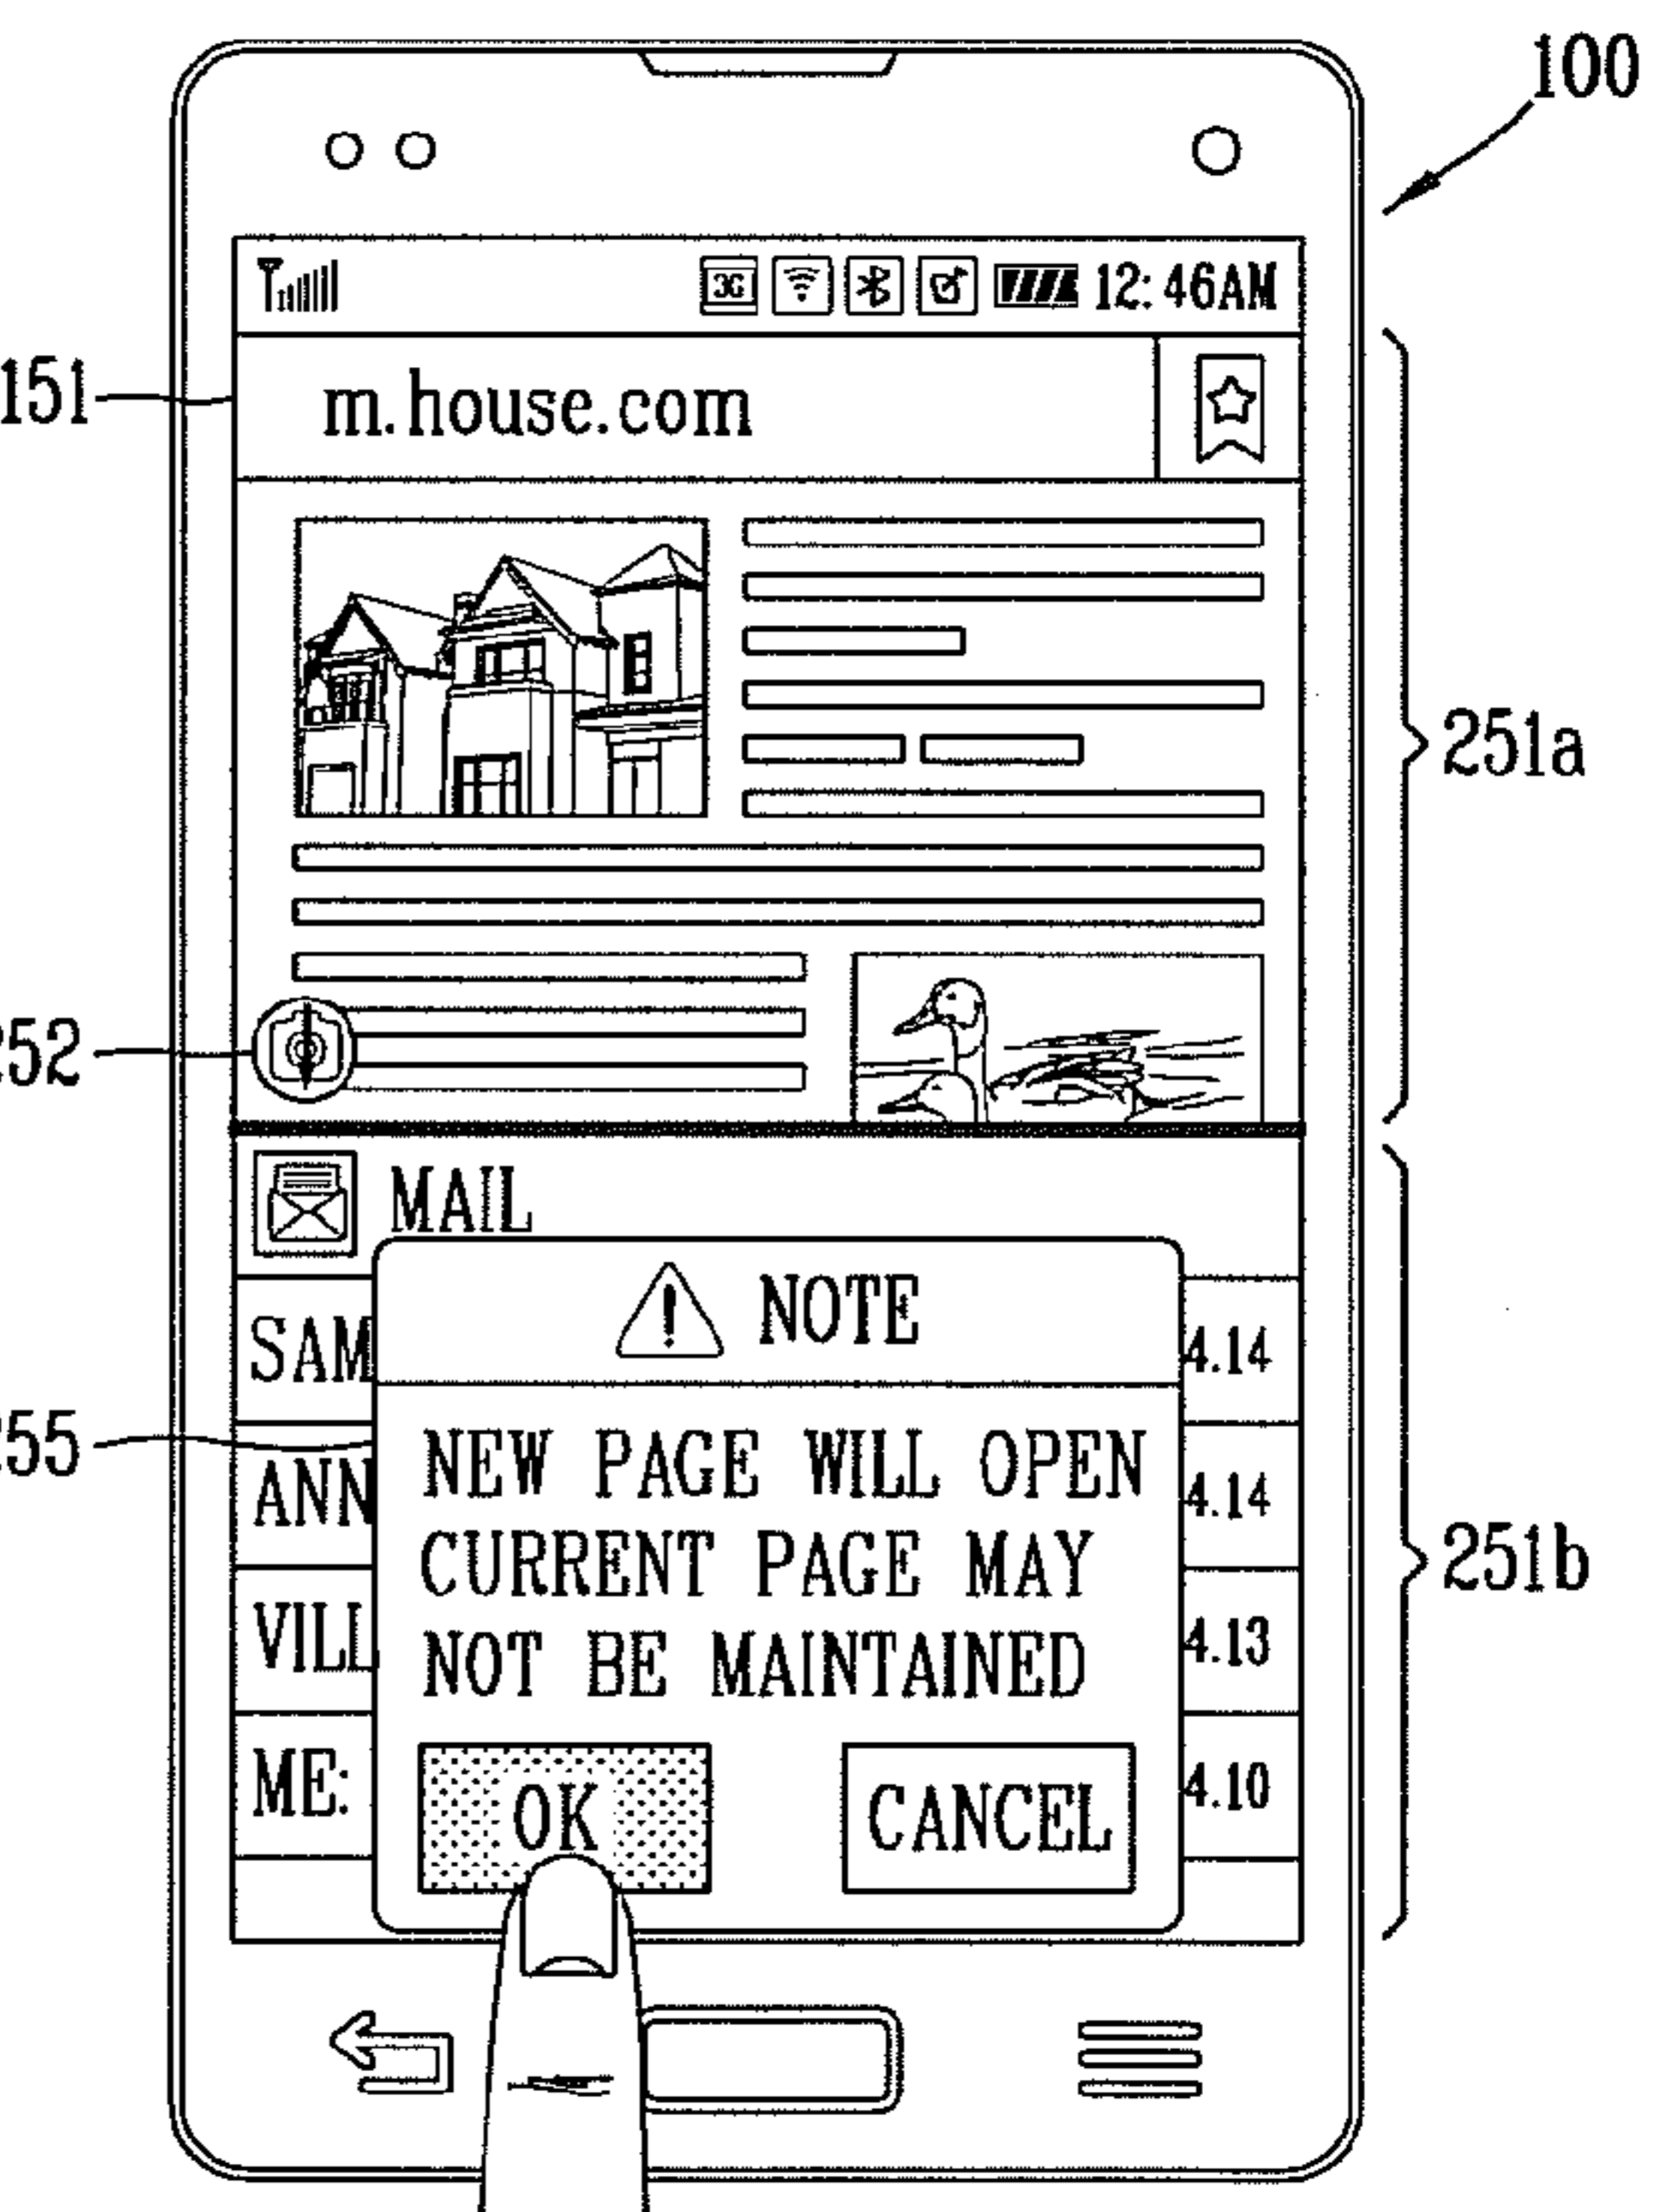 100
3G 12:46AM
151
m.house.com
251a
252
MAIL
NOTE
SAM 4.14
255
NEW PAGE WILL OPEN
ANN 4.14
CURRENT PAGE MAY
251b
VILL 4.13
NOT BE MAINTAINED
ME: 4.10
OK CANCEL